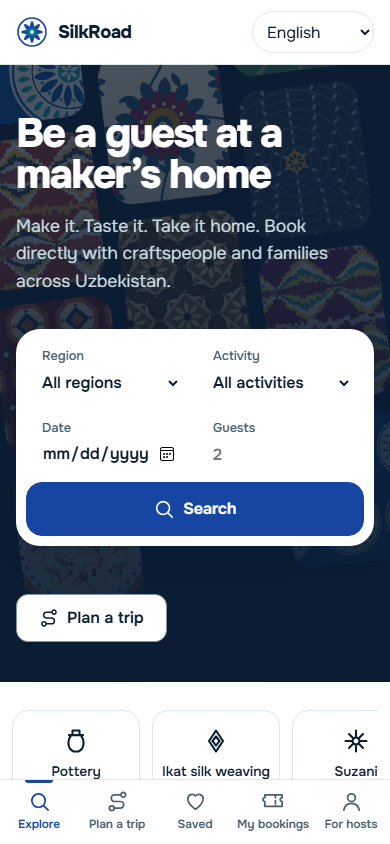 SilkRoad
English
Be a guest at a
maker’s home
Make it. Taste it. Take it home. Book
directly with craftspeople and families
across Uzbekistan.
Region
Activity
All regions
All activities
Date
Guests
mm/dd/yyyy
2
Search
Plan a trip
Pottery
Ikat silk weaving
Suzani
Explore
Plan a trip
Saved
My bookings
For hosts